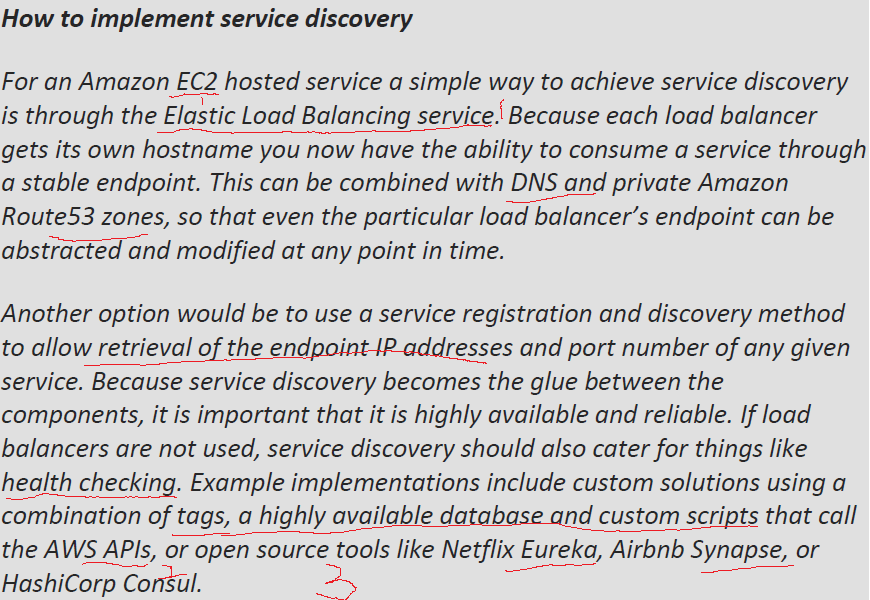 How to implement service discovery
For an Amazon EC2 hosted service a simple way to achieve service discovery
is through the Elastic Load Balancing service. Because each load balancer
gets its own hostname you now have the ability to consume a service through
a stable endpoint. This can be combined with DNS and private Amazon
Route53 zones, so that even the particular load balancer’s endpoint can be
abstracted and modified at any point in time.
Another option would be to use a service registration and discovery method
to allow retrieval of the endpoint IP addresses and port number of any given
service. Because service discovery becomes the glue between the
components, it is important that it is highly available and reliable. If load
balancers are not used, service discovery should also cater for things like
health checking. Example implementations include custom solutions using a
combination of tags, a highly available database and custom scripts that call
the AWS APIs, or open source tools like Netflix Eureka, Airbnb Synapse, or
HashiCorp Consul.
3